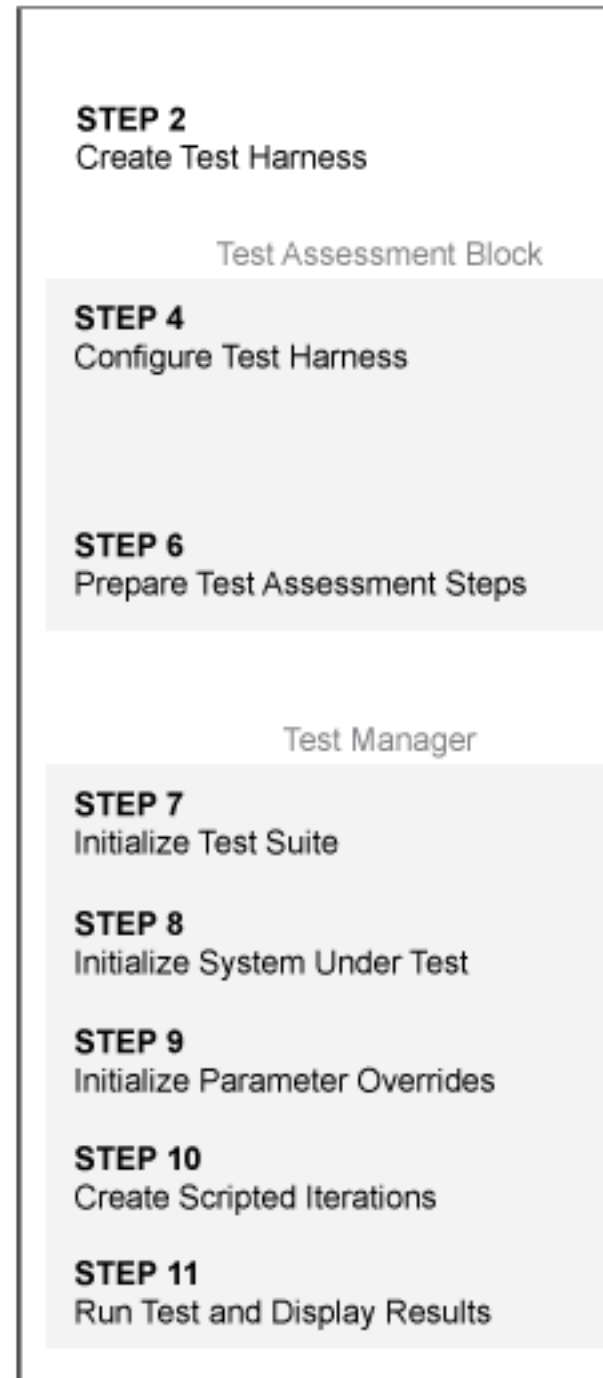 STEP 2
Create Test Harness
Test Assessment Block
STEP 4
Configure Test Harness
STEP 6
Prepare Test Assessment Steps
Test Manager
STEP 7
Initialize Test Suite
STEP 8
Initialize System Under Test
STEP 9
Initialize Parameter Overrides
STEP 10
Create Scripted Iterations
STEP 11
Run Test and Display Results